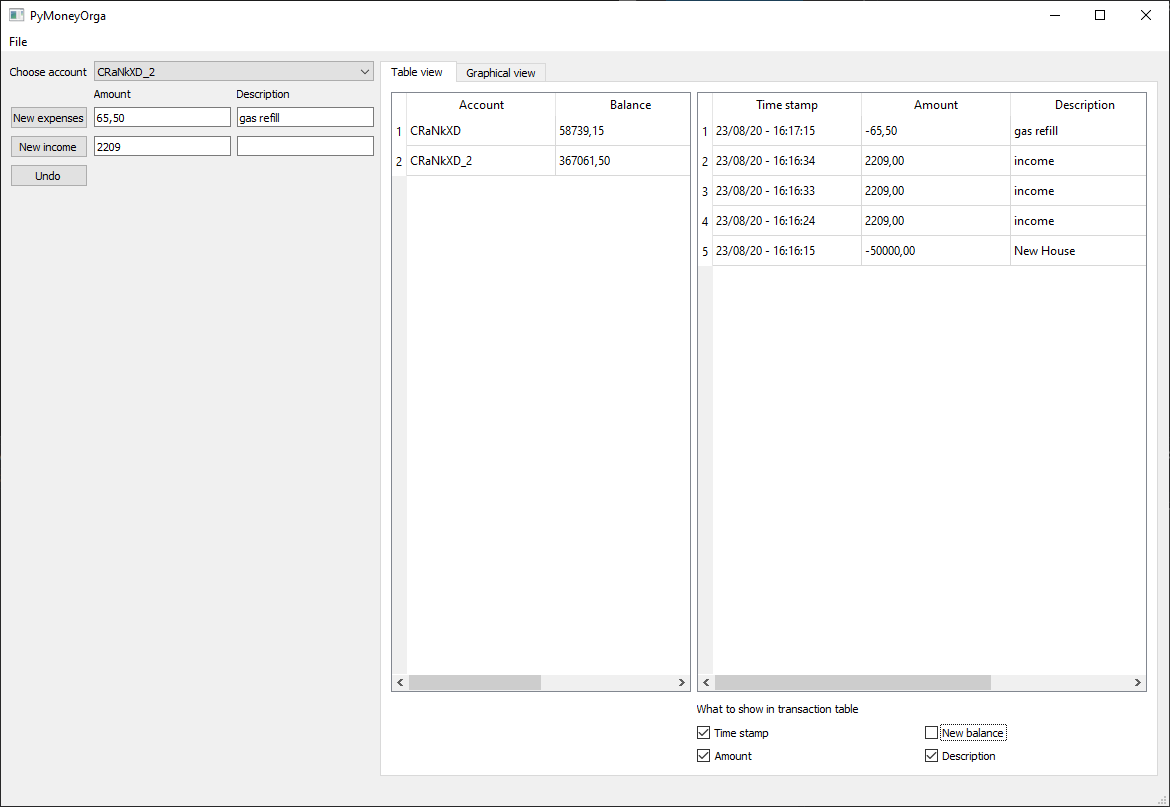 PyMoneyOrga
File
Choose account CRaNkXD_2
Amount Description
New expenses 65,50 gas refill
New income 2209
Undo
Table view Graphical view
Account Balance
1 CRaNkXD 58739,15
2 CRaNkXD_2 367061,50
Time stamp Amount Description
1 23/08/20 - 16:17:15 -65,50 gas refill
2 23/08/20 - 16:16:34 2209,00 income
3 23/08/20 - 16:16:33 2209,00 income
4 23/08/20 - 16:16:24 2209,00 income
5 23/08/20 - 16:16:15 -50000,00 New House
What to show in transaction table
Time stamp New balance
Amount Description